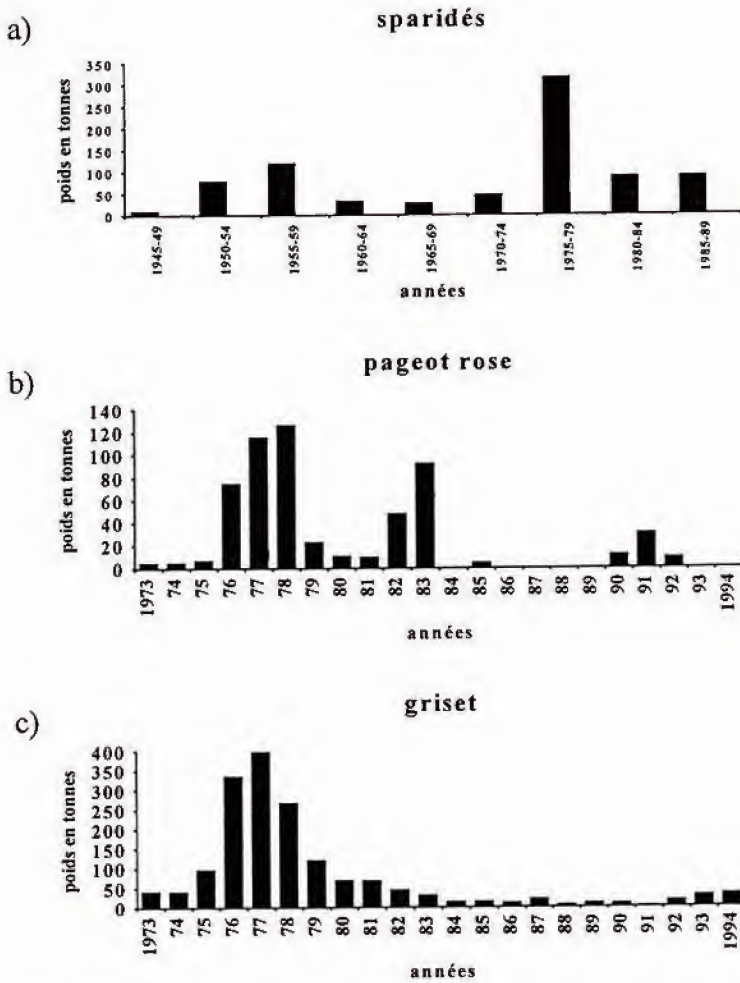 a)
sparidés
poids en tonnes
350
300
250
200
150
100
50
0
1945-49 1950-54 1955-59 1960-64 1965-69 1970-74 1975-79 1980-84 1985-89
années
b)
pageot rose
poids en tonnes
140
120
100
80
60
40
20
0
1973 74 75 76 77 78 79 80 81 82 83 84 85 86 87 88 89 90 91 92 93 1994
années
c)
griset
poids en tonnes
400
350
300
250
200
150
100
50
0
1973 74 75 76 77 78 79 80 81 82 83 84 85 86 87 88 89 90 91 92 93 1994
années